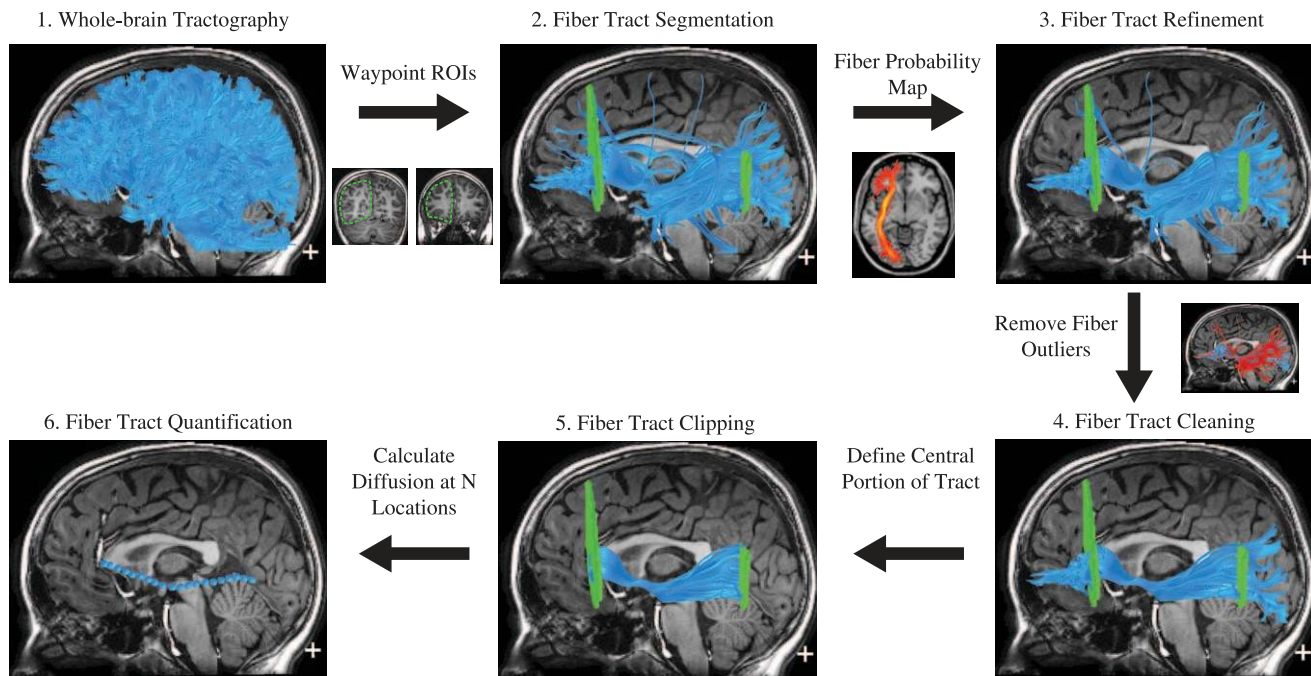 1. Whole-brain Tractography
2. Fiber Tract Segmentation
3. Fiber Tract Refinement
Waypoint ROIs
Fiber Probability
Map
Remove Fiber
Outliers
6. Fiber Tract Quantification
5. Fiber Tract Clipping
4. Fiber Tract Cleaning
Calculate
Diffusion at N
Locations
Define Central
Portion of Tract